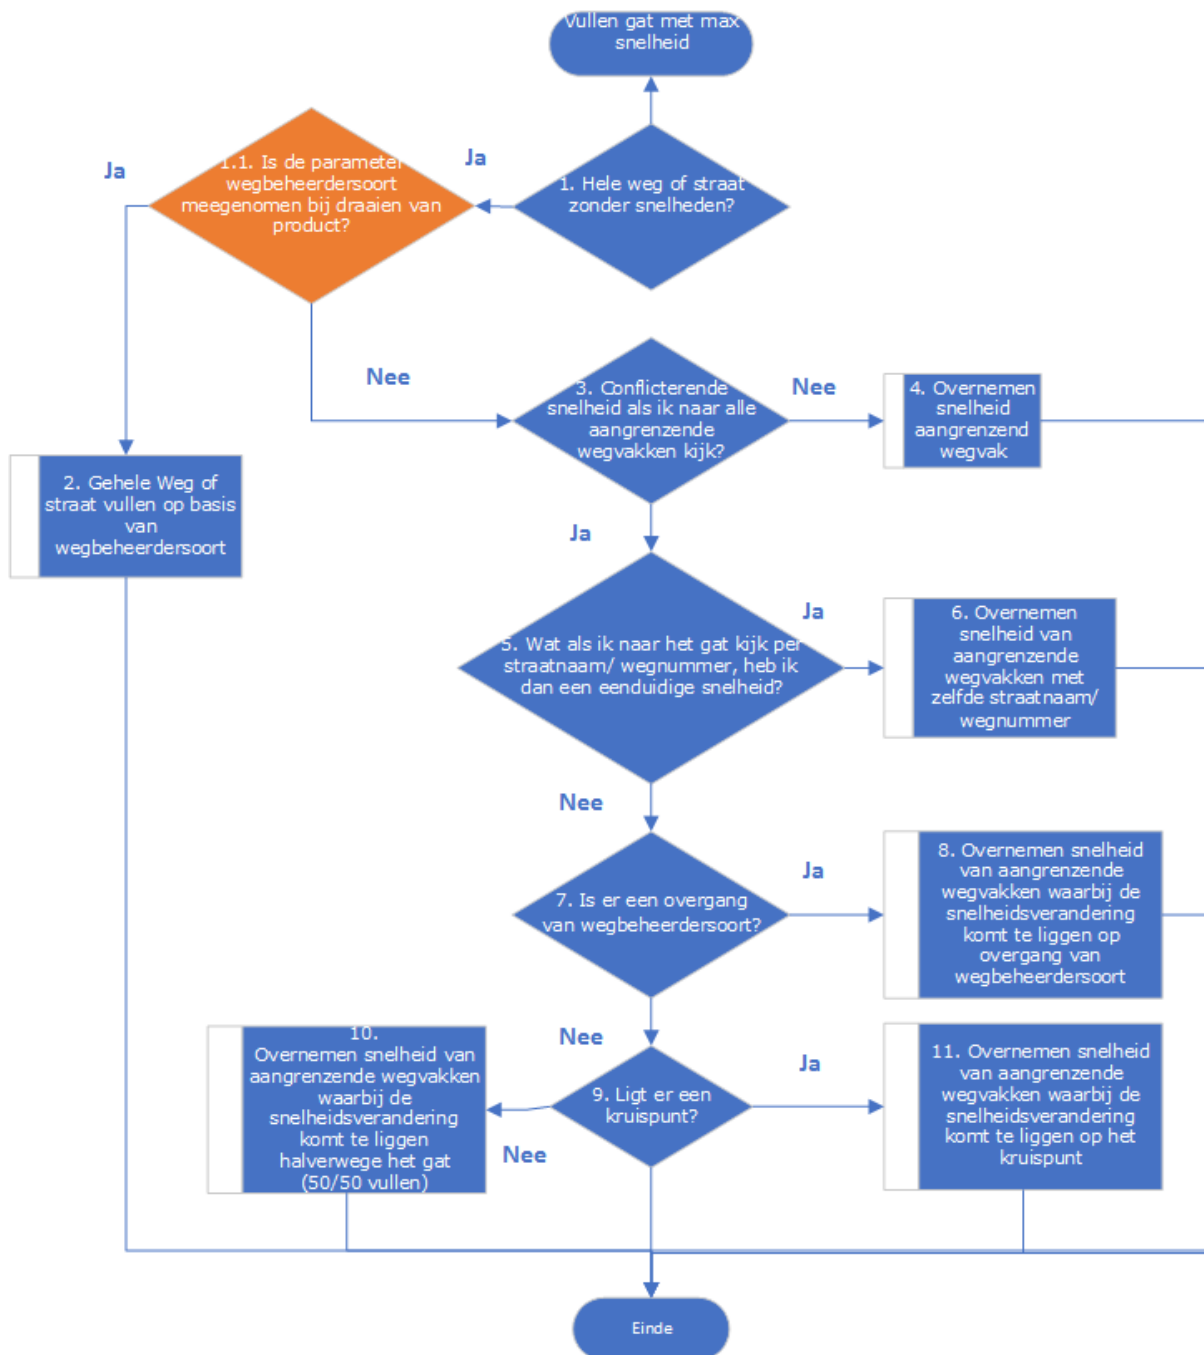 Vullen gat met max
snelheid
Ja
Ja
1.1. Is de parameter
wegbeheerdersoort
meegenomen bij draaien van
product?
1. Hele weg of straat
zonder snelheden?
Nee
3. Conflicterende
snelheid als ik naar alle
aangrenzende
wegvakken kijk?
Nee
4. Overnemen
snelheid
aangrenzend
wegvak
2. Gehele Weg of
straat vullen op basis
van
wegbeheerdersoort
Ja
5. Wat als ik naar het gat kijk per
straatnaam/ wegnummer, heb ik
dan een eenduidige snelheid?
Ja
6. Overnemen
snelheid van
aangrenzende
wegvakken met
zelfde straatnaam/
wegnummer
Nee
7. Is er een overgang
van wegbeheerdersoort?
Ja
8. Overnemen snelheid
van aangrenzende
wegvakken waarbij de
snelheidsverandering
komt te liggen op
overgang van
wegbeheerdersoort
Nee
9. Ligt er een
kruispunt?
Ja
11. Overnemen snelheid
van aangrenzende
wegvakken waarbij de
snelheidsverandering
komt te liggen op het
kruispunt
Nee
10.
Overnemen snelheid van
aangrenzende wegvakken
waarbij de
snelheidsverandering
komt te liggen
halverwege het gat
(50/50 vullen)
Einde